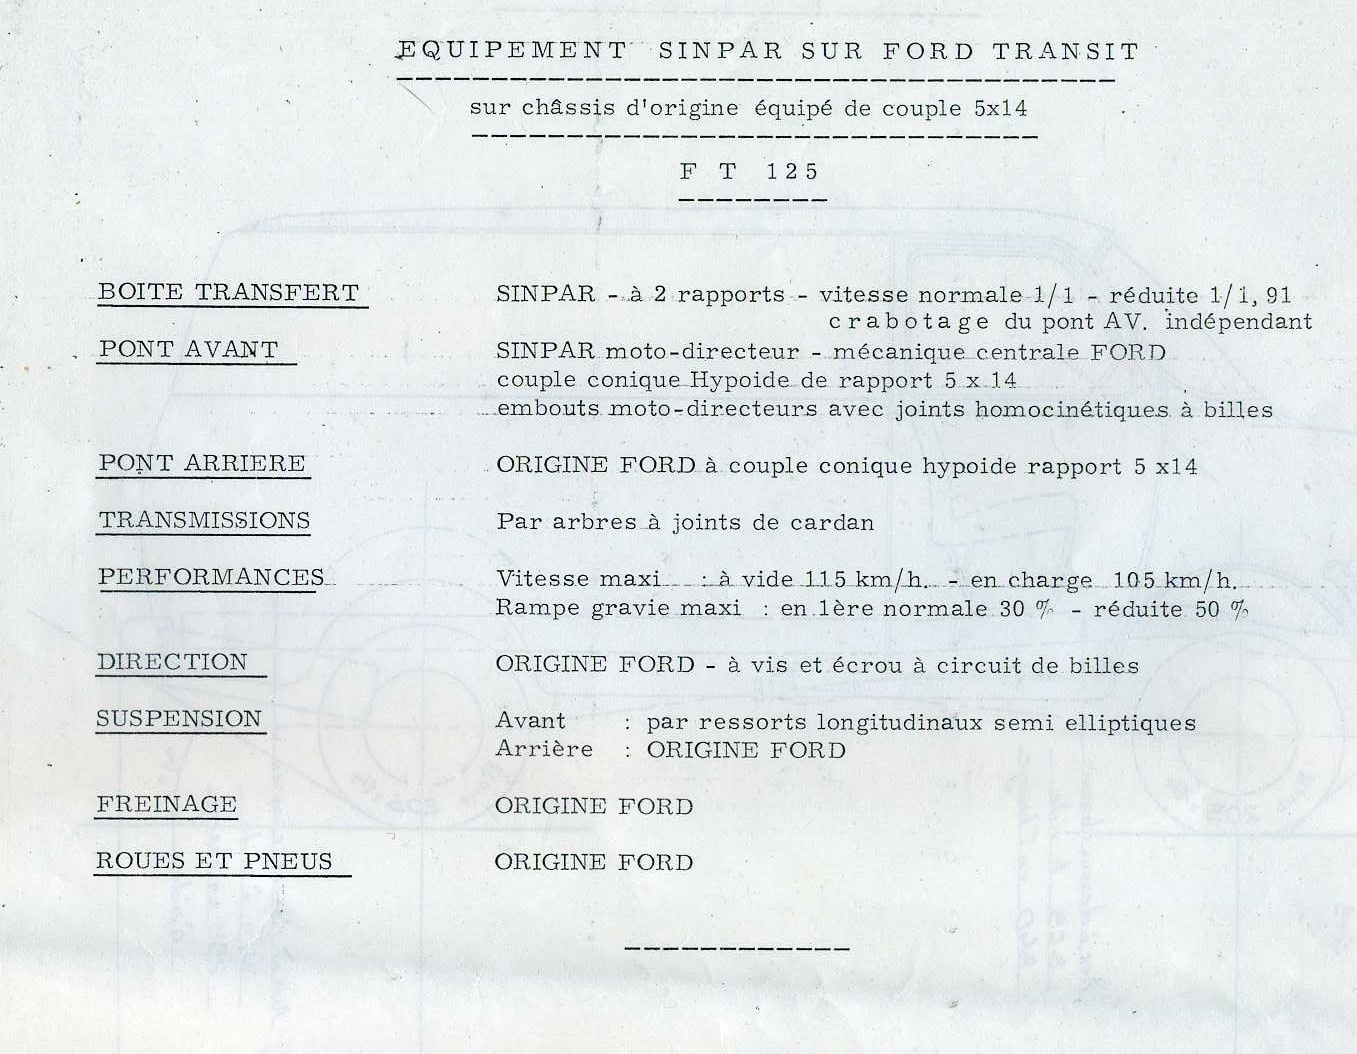 EQUIPEMENT SINPAR SUR FORD TRANSIT
sur châssis d'origine équipé de couple 5x14
F T 125
BOITE TRANSFERT SINPAR - à 2 rapports - vitesse normale 1/1 - réduite 1/1, 91
crabotage du pont AV. indépendant
PONT AVANT SINPAR moto-directeur - mécanique centrale FORD
couple conique Hypoide de rapport 5 x 14
embouts moto-directeurs avec joints homocinétiques à billes
PONT ARRIERE ORIGINE FORD à couple conique hypoide rapport 5 x14
TRANSMISSIONS Par arbres à joints de cardan
PERFORMANCES Vitesse maxi : à vide 115 km/h. - en charge 105 km/h.
Rampe gravie maxi : en 1ère normale 30 % - réduite 50 %
DIRECTION ORIGINE FORD - à vis et écrou à circuit de billes
SUSPENSION Avant : par ressorts longitudinaux semi elliptiques
Arrière : ORIGINE FORD
FREINAGE ORIGINE FORD
ROUES ET PNEUS ORIGINE FORD